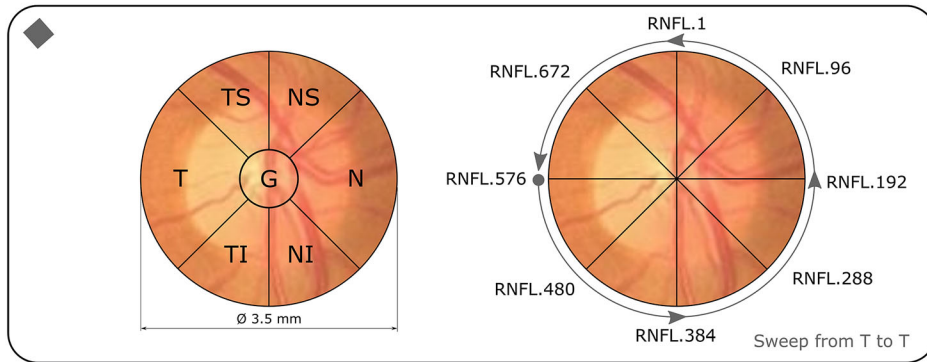 TS
NS
T
G
N
TI
NI
Ø 3.5 mm
RNFL.1
RNFL.672
RNFL.96
RNFL.576
RNFL.192
RNFL.480
RNFL.288
RNFL.384
Sweep from T to T